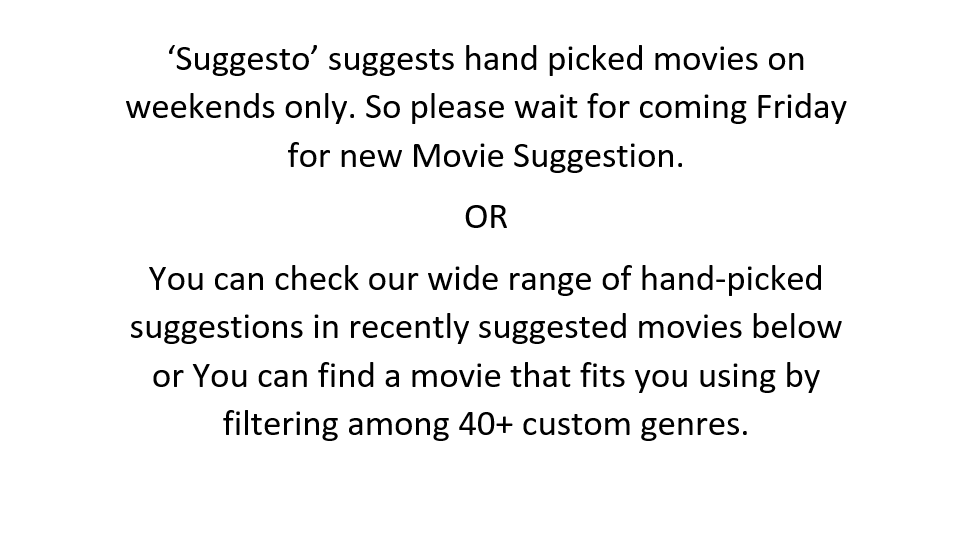 ‘Suggesto’ suggests hand picked movies on
weekends only. So please wait for coming Friday
for new Movie Suggestion.
OR
You can check our wide range of hand-picked
suggestions in recently suggested movies below
or You can find a movie that fits you using by
filtering among 40+ custom genres.